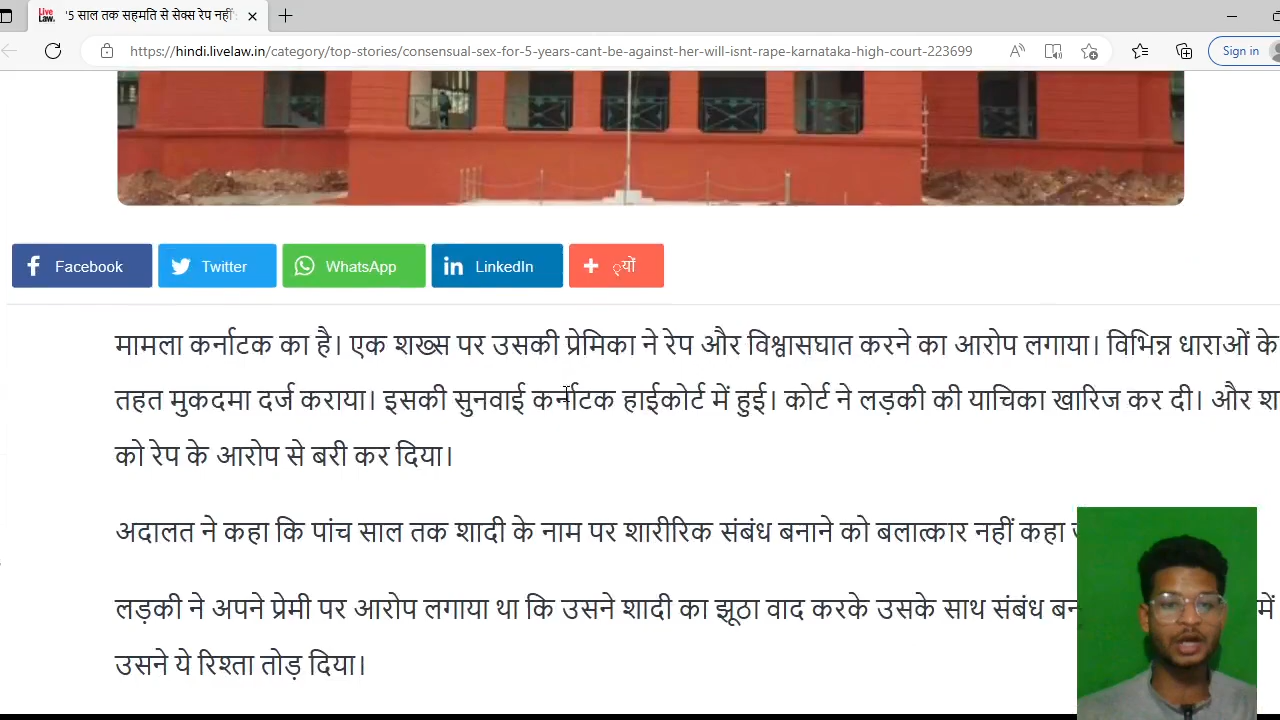 Live
Law.
'5 साल तक सहमति से सेक्स रेप नहीं
https://hindi.livelaw.in/category/top-stories/consensual-sex-for-5-years-cant-be-against-her-will-isnt-rape-karnataka-high-court-223699
Sign in
Facebook
Twitter
WhatsApp
LinkedIn
मामला कर्नाटक का है। एक शख्स पर उसकी प्रेमिका ने रेप और विश्वासघात करने का आरोप लगाया। विभिन्न धाराओं के
तहत मुकदमा दर्ज कराया। इसकी सुनवाई कर्नाटक हाईकोर्ट में हुई। कोर्ट ने लड़की की याचिका खारिज कर दी। और
को रेप के आरोप से बरी कर दिया।
अदालत ने कहा कि पांच साल तक शादी के नाम पर शारीरिक संबंध बनाने को बलात्कार नहीं कहा
लड़की ने अपने प्रेमी पर आरोप लगाया था कि उसने शादी का झूठा वाद करके उसके साथ संबंध में
उसने ये रिश्ता तोड़ दिया।